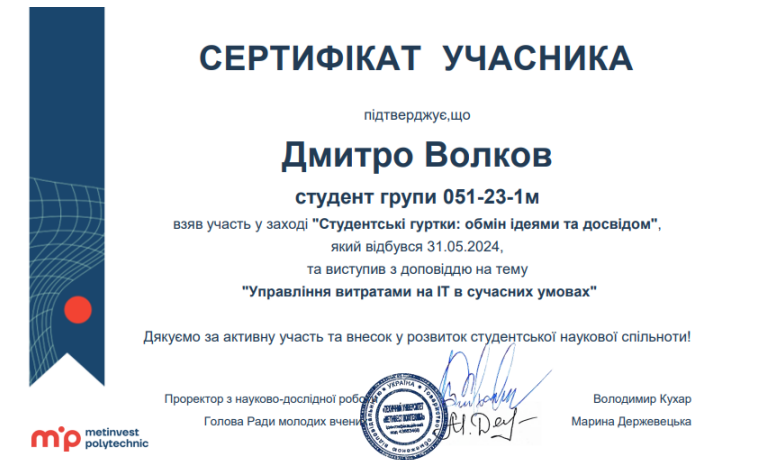 СЕРТИФІКАТ УЧАСНИКА
підтверджує,що
Дмитро Волков
студент групи 051-23-1м
взяв участь у заході "Студентські гуртки: обмін ідеями та досвідом",
який відбувся 31.05.2024,
та виступив з доповіддю на тему
"Управління витратами на ІТ в сучасних умовах"
Дякуємо за активну участь та внесок у розвиток студентської наукової спільноти!
Проректор з науково-дослідної Володимир Кухар
Голова Ради молодих Марина Держевецька
УКРАЇНА
metinvest
polytechnic